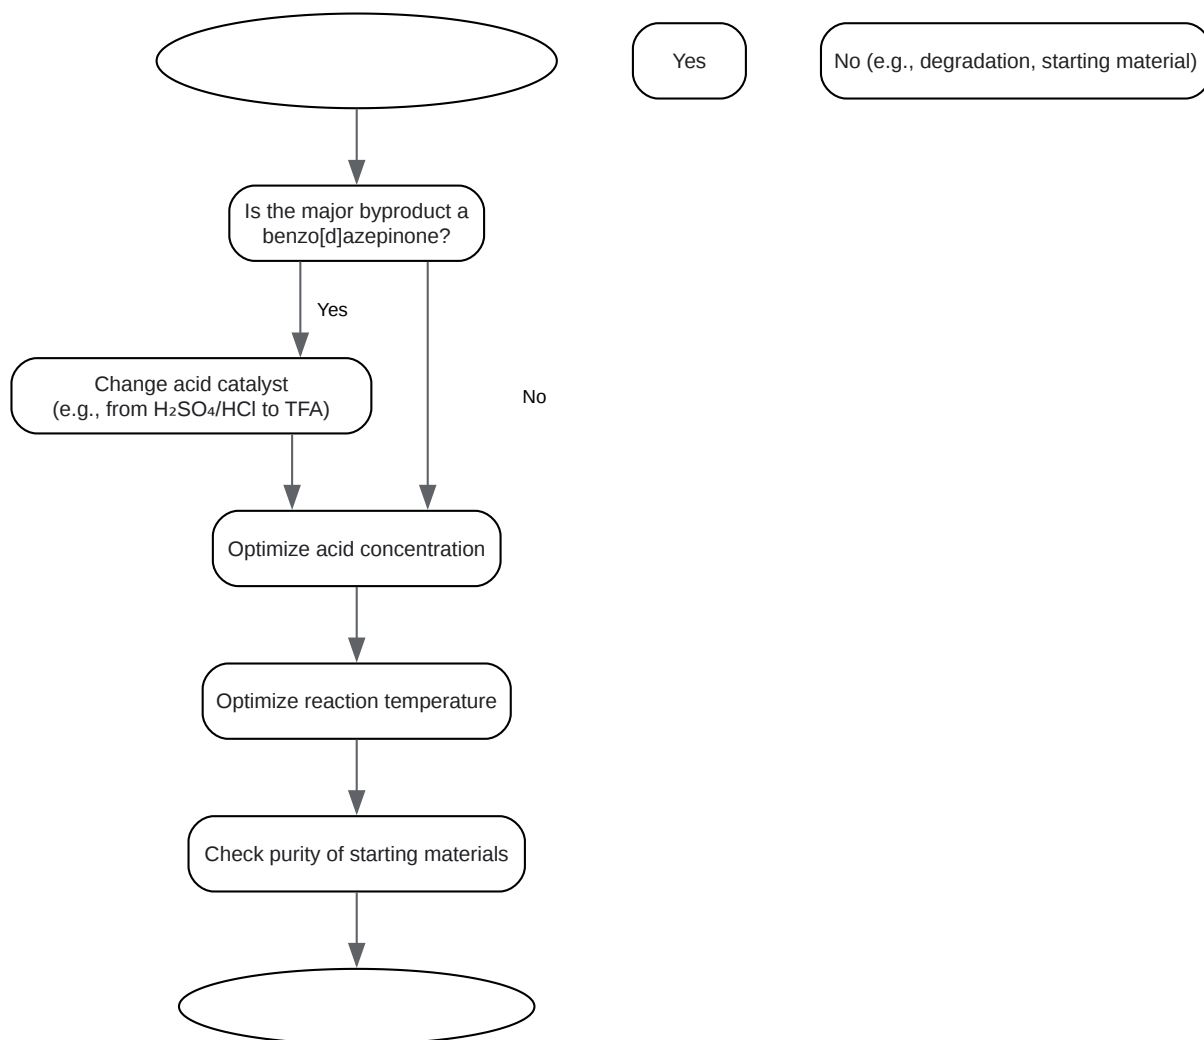 Yes
No (e.g., degradation, starting material)
Is the major byproduct a
benzo[d]azepinone?
Yes
Change acid catalyst
(e.g., from H₂SO₄/HCl to TFA)
No
Optimize acid concentration
Optimize reaction temperature
Check purity of starting materials